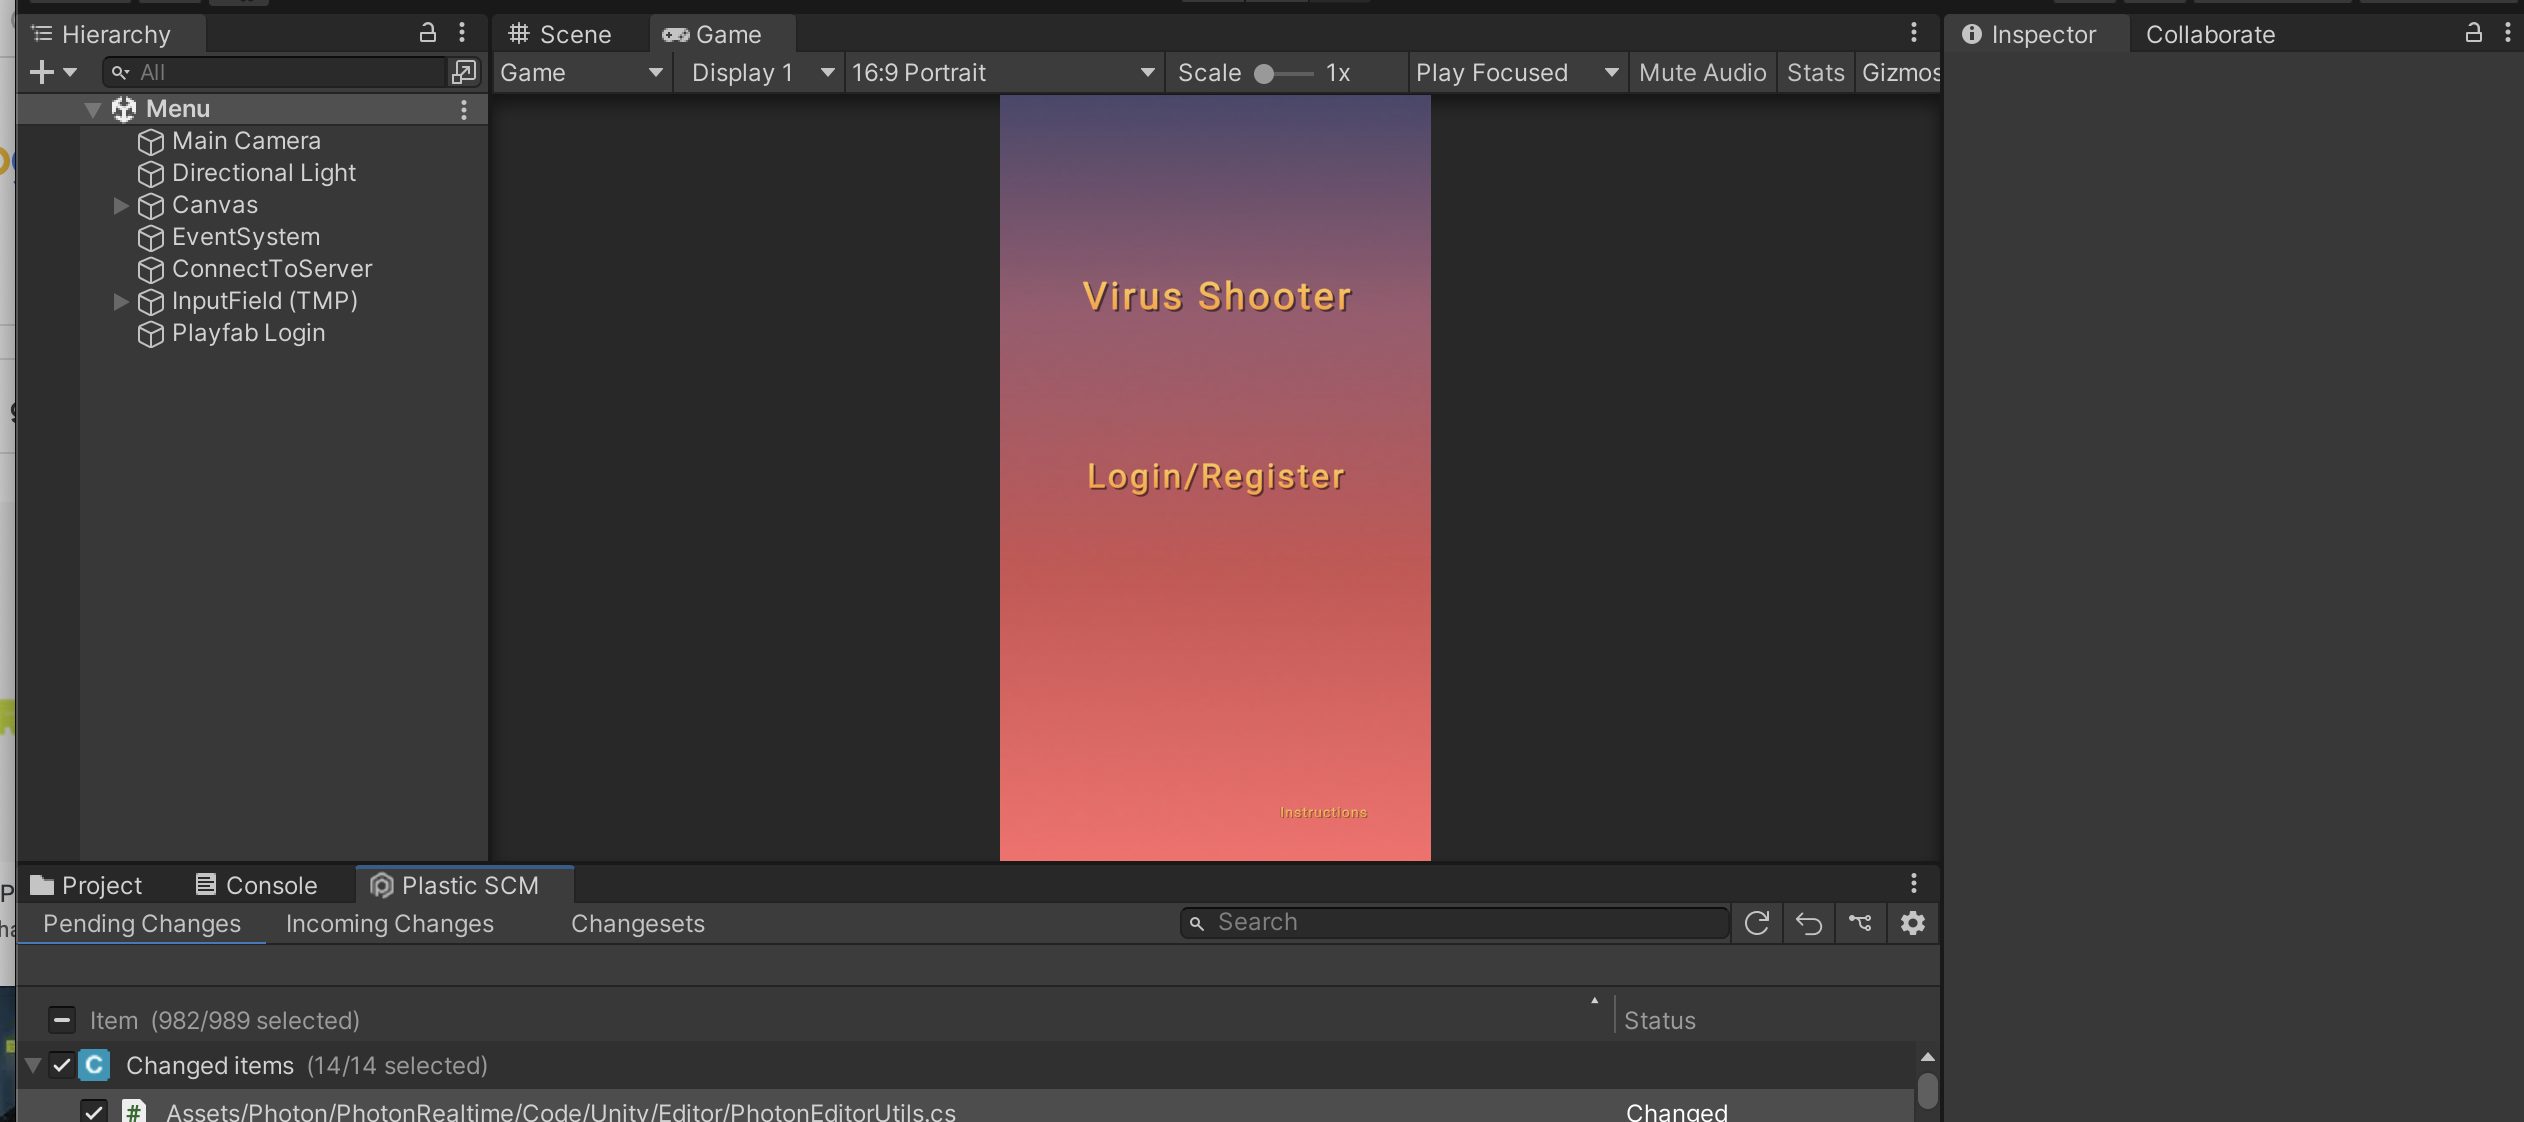 Hierarchy
All
Menu
Main Camera
Directional Light
Canvas
EventSystem
ConnectToServer
InputField (TMP)
Playfab Login
Scene
Game
Game
Display 1
16:9 Portrait
Scale
1x
Play Focused
Mute Audio
Stats
Gizmos
Virus Shooter
Login/Register
Instructions
Inspector
Collaborate
Project
Console
Plastic SCM
Pending Changes
Incoming Changes
Changesets
Search
Item (982/989 selected)
Status
C
Changed items (14/14 selected)
# Assets/Photon/PhotonRealtime/Code/Unity/Editor/PhotonEditorUtils.cs
Changed